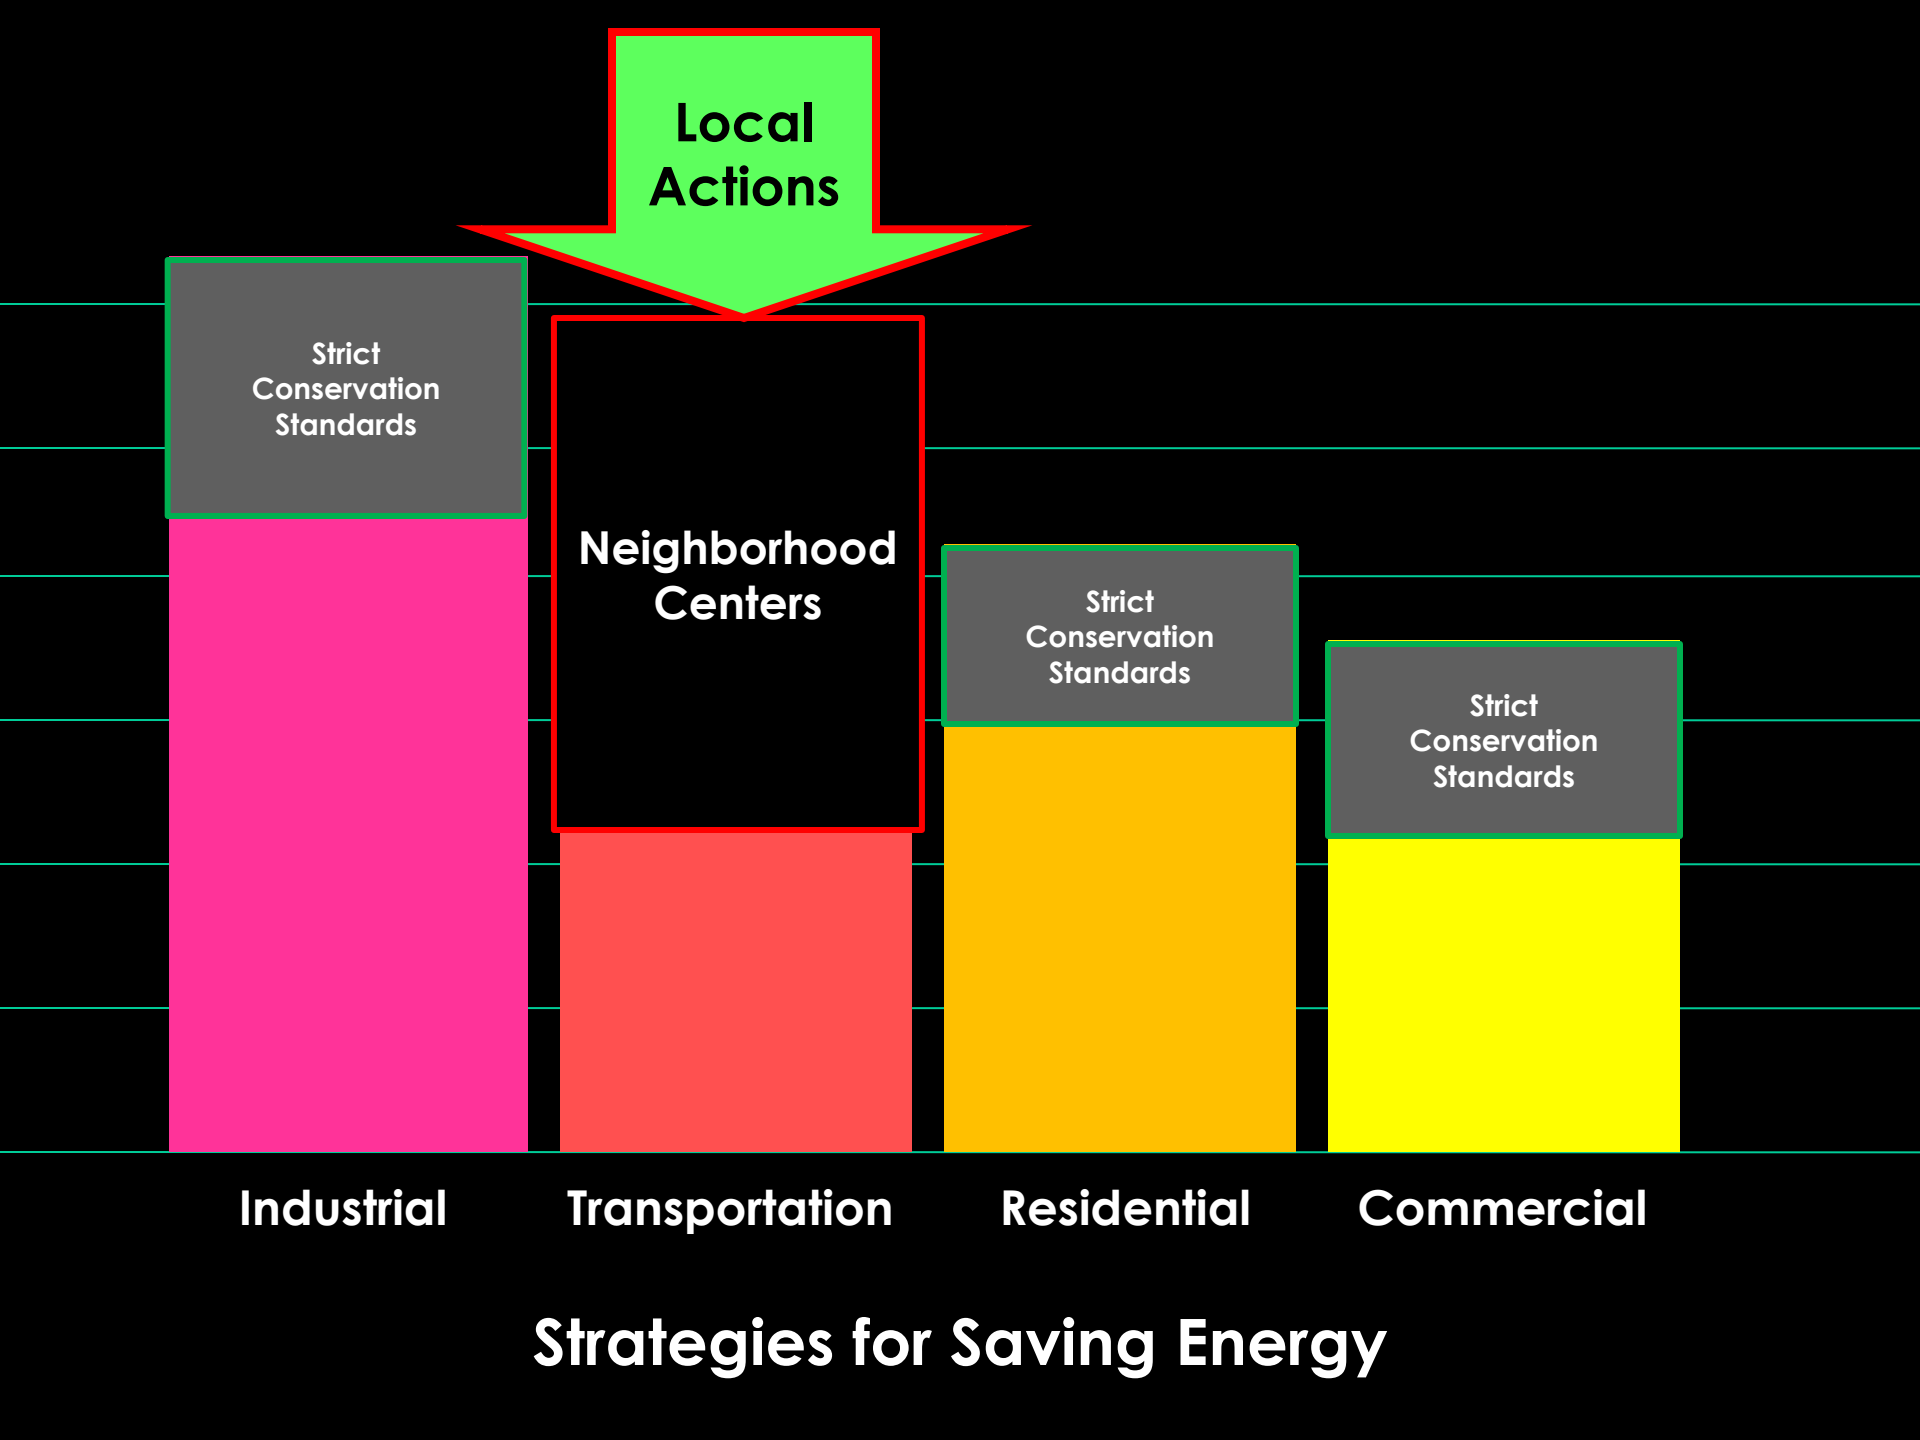 Local
Actions
Strict
Conservation
Standards
Neighborhood
Centers
Strict
Conservation
Standards
Strict
Conservation
Standards
Industrial
Transportation
Residential
Commercial
Strategies for Saving Energy